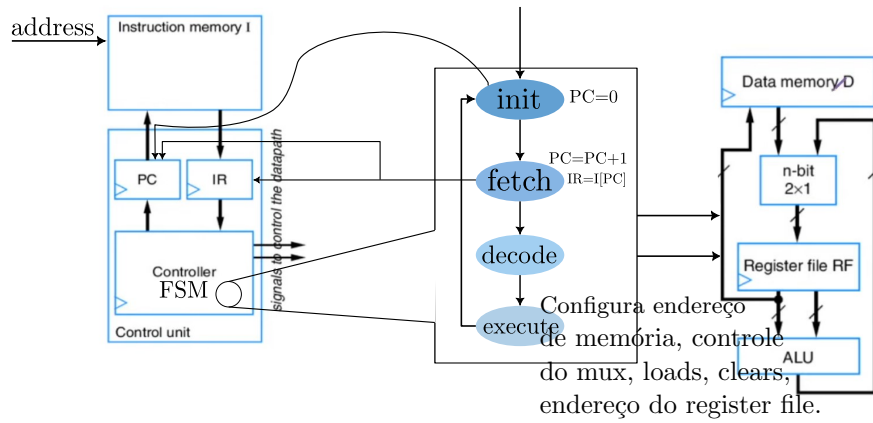 address
Instruction memory I
PC
IR
Controller
FSM
Control unit
signals to control the datapath
init
PC=0
fetch
PC=PC+1
IR=I[PC]
decode
execute
Configura endereço
de memória, controle
do mux, loads, clears,
endereço do register file.
Data memory D
n-bit
2×1
Register file RF
ALU